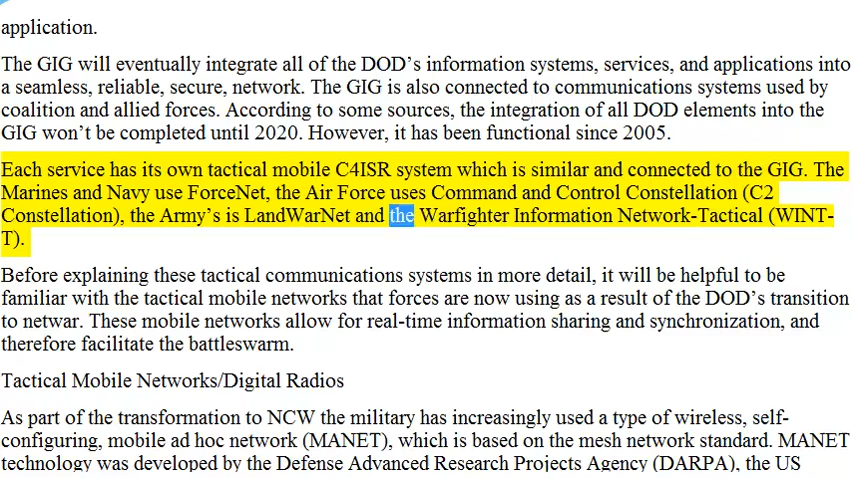 application.
The GIG will eventually integrate all of the DOD’s information systems, services, and applications into
a seamless, reliable, secure, network. The GIG is also connected to communications systems used by
coalition and allied forces. According to some sources, the integration of all DOD elements into the
GIG won’t be completed until 2020. However, it has been functional since 2005.
Each service has its own tactical mobile C4ISR system which is similar and connected to the GIG. The
Marines and Navy use ForceNet, the Air Force uses Command and Control Constellation (C2
Constellation), the Army’s is LandWarNet and the Warfighter Information Network-Tactical (WINT-
T).
Before explaining these tactical communications systems in more detail, it will be helpful to be
familiar with the tactical mobile networks that forces are now using as a result of the DOD’s transition
to netwar. These mobile networks allow for real-time information sharing and synchronization, and
therefore facilitate the battleswarm.
Tactical Mobile Networks/Digital Radios
As part of the transformation to NCW the military has increasingly used a type of wireless, self-
configuring, mobile ad hoc network (MANET), which is based on the mesh network standard. MANET
technology was developed by the Defense Advanced Research Projects Agency (DARPA), the US